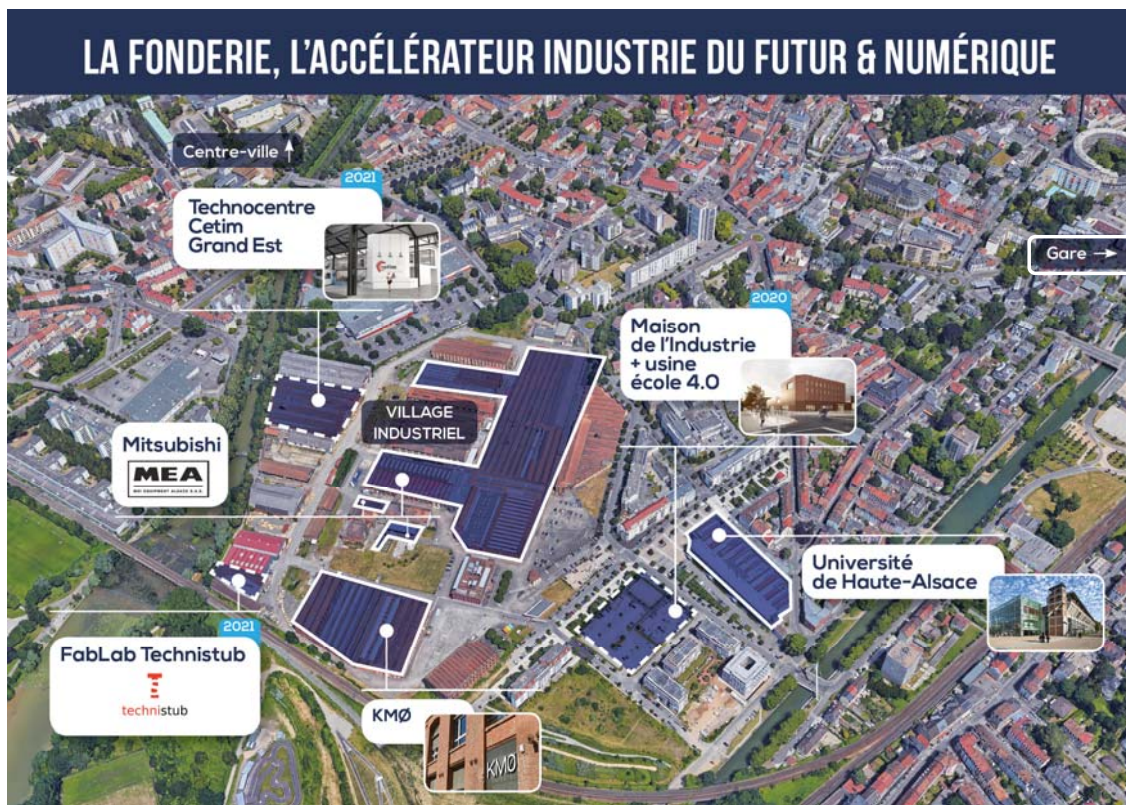 LA FONDERIE, L'ACCÉLÉRATEUR INDUSTRIE DU FUTUR & NUMÉRIQUE
Centre-ville
2021
Technocentre
Cetim
Grand Est
Gare
2020
Maison
de l'Industrie
+ usine
école 4.0
VILLAGE
INDUSTRIEL
Mitsubishi
MEA
Université
de Haute-Alsace
2021
FabLab Technistub
technistub
KMØ
KMØ